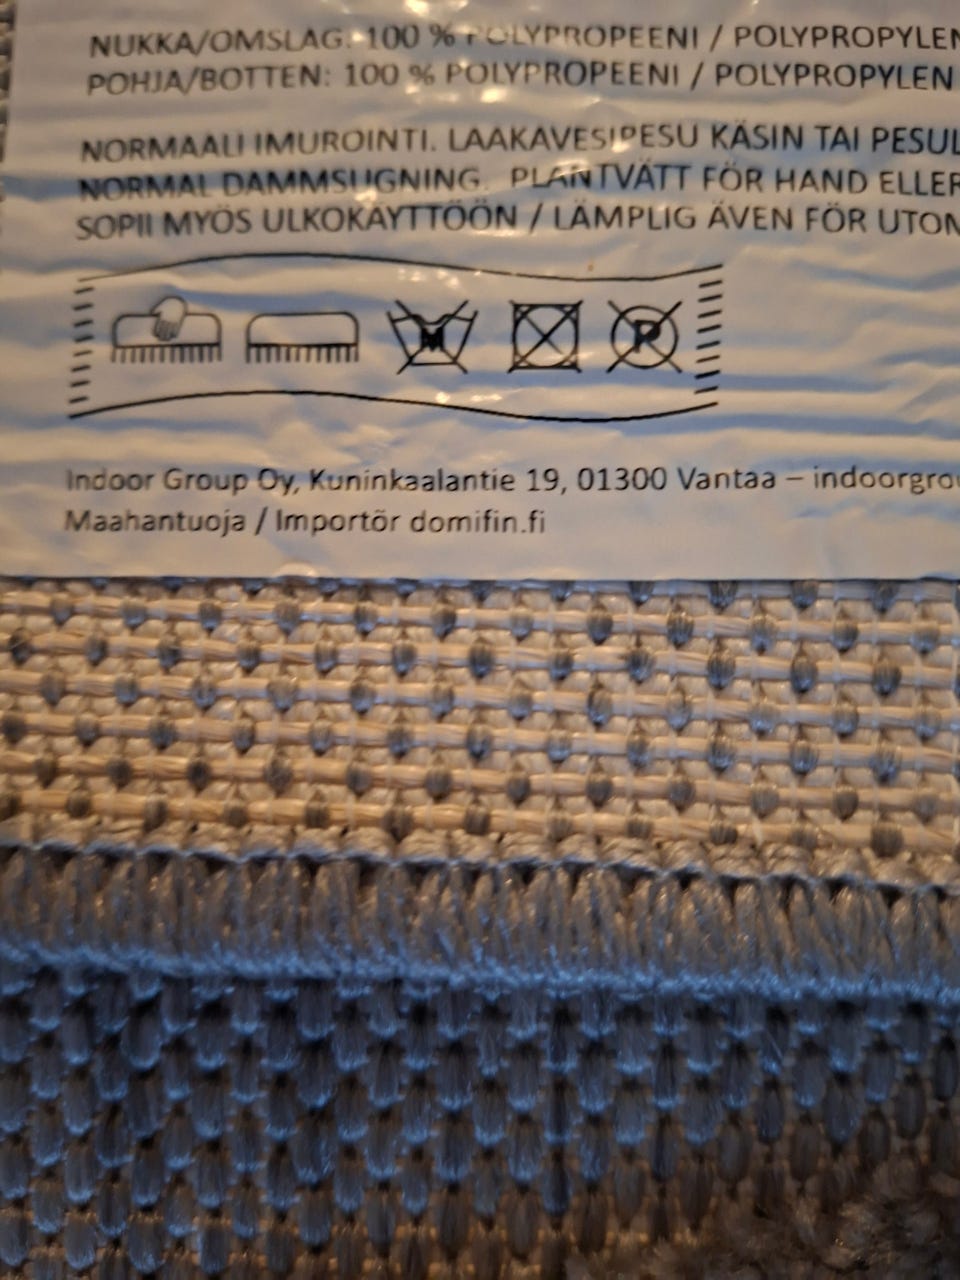 NUKKA/OMSLAG: 100 % POLYPROPEENI / POLYPROPYLEN
POHJA/BOTTEN: 100 % POLYPROPEENI / POLYPROPYLEN
NORMAALI IMUROINTI. LAAKAVESIPESU KÄSIN TAI PESUL
NORMAL DAMMSUGNING. PLANTVÄTT FÖR HAND ELLER
SOPII MYÖS ULKOKÄYTTÖÖN / LÄMPLIG ÄVEN FÖR UTOM
M P
Indoor Group Oy, Kuninkaalantie 19, 01300 Vantaa – indoorgro
Maahantuoja / Importör domifin.fi